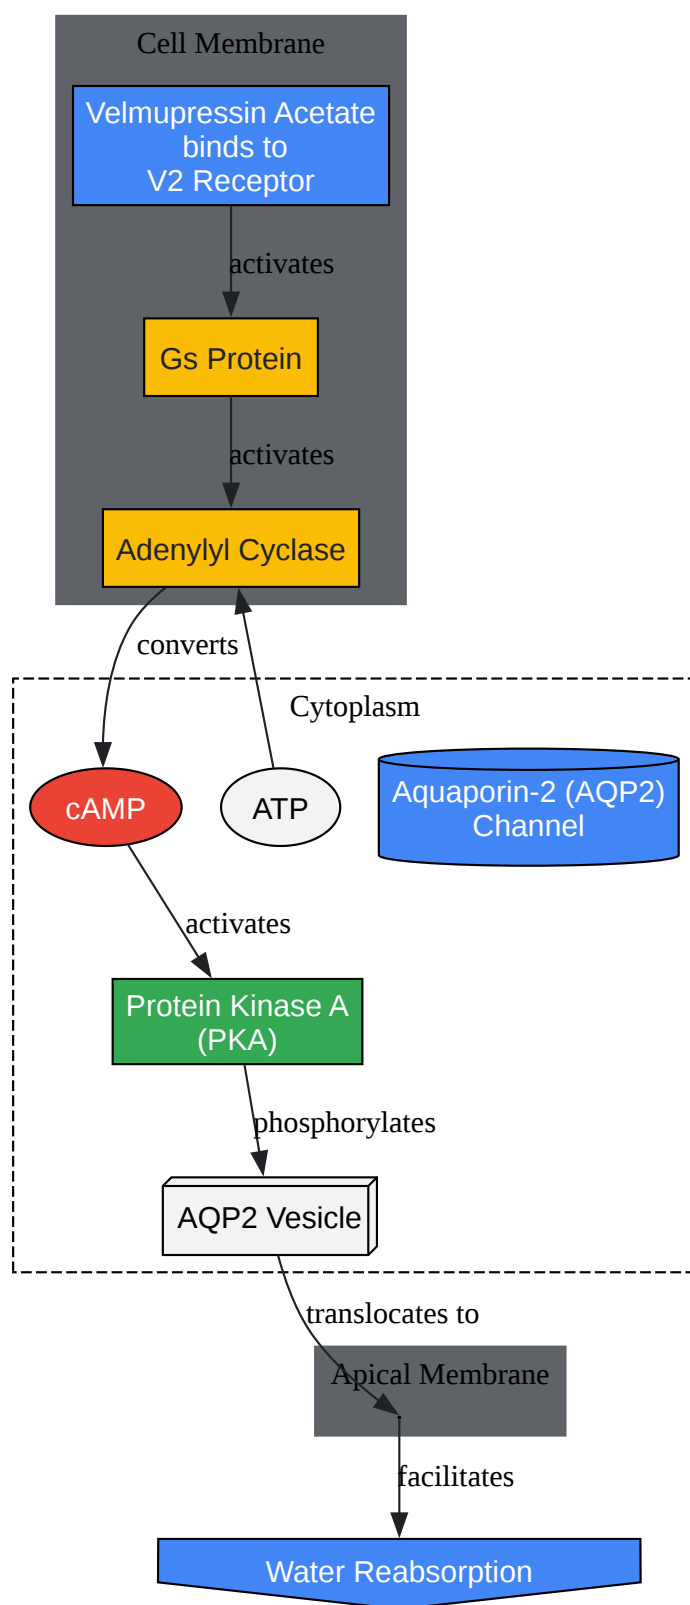 Cell Membrane
Velmupressin Acetate
binds to
V2 Receptor
activates
Gs Protein
activates
Adenylyl Cyclase
converts
Cytoplasm
cAMP
ATP
Aquaporin-2 (AQP2)
Channel
activates
Protein Kinase A
(PKA)
phosphorylates
AQP2 Vesicle
translocates to
Apical Membrane
facilitates
Water Reabsorption